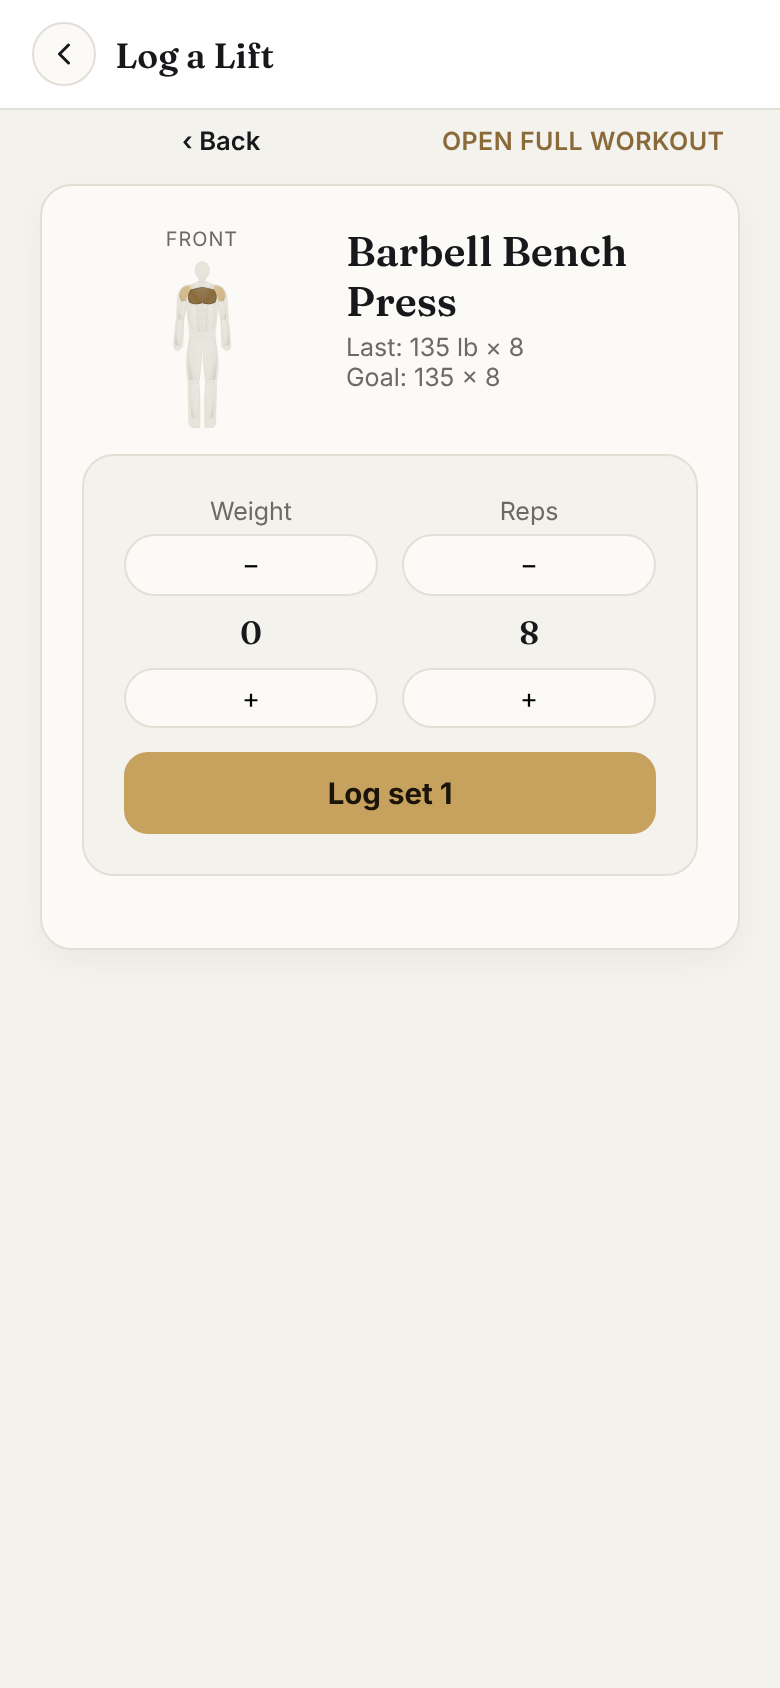 Log a Lift
‹ Back
OPEN FULL WORKOUT
FRONT
Barbell Bench
Press
Last: 135 lb × 8
Goal: 135 × 8
Weight
Reps
−
−
0
8
+
+
Log set 1